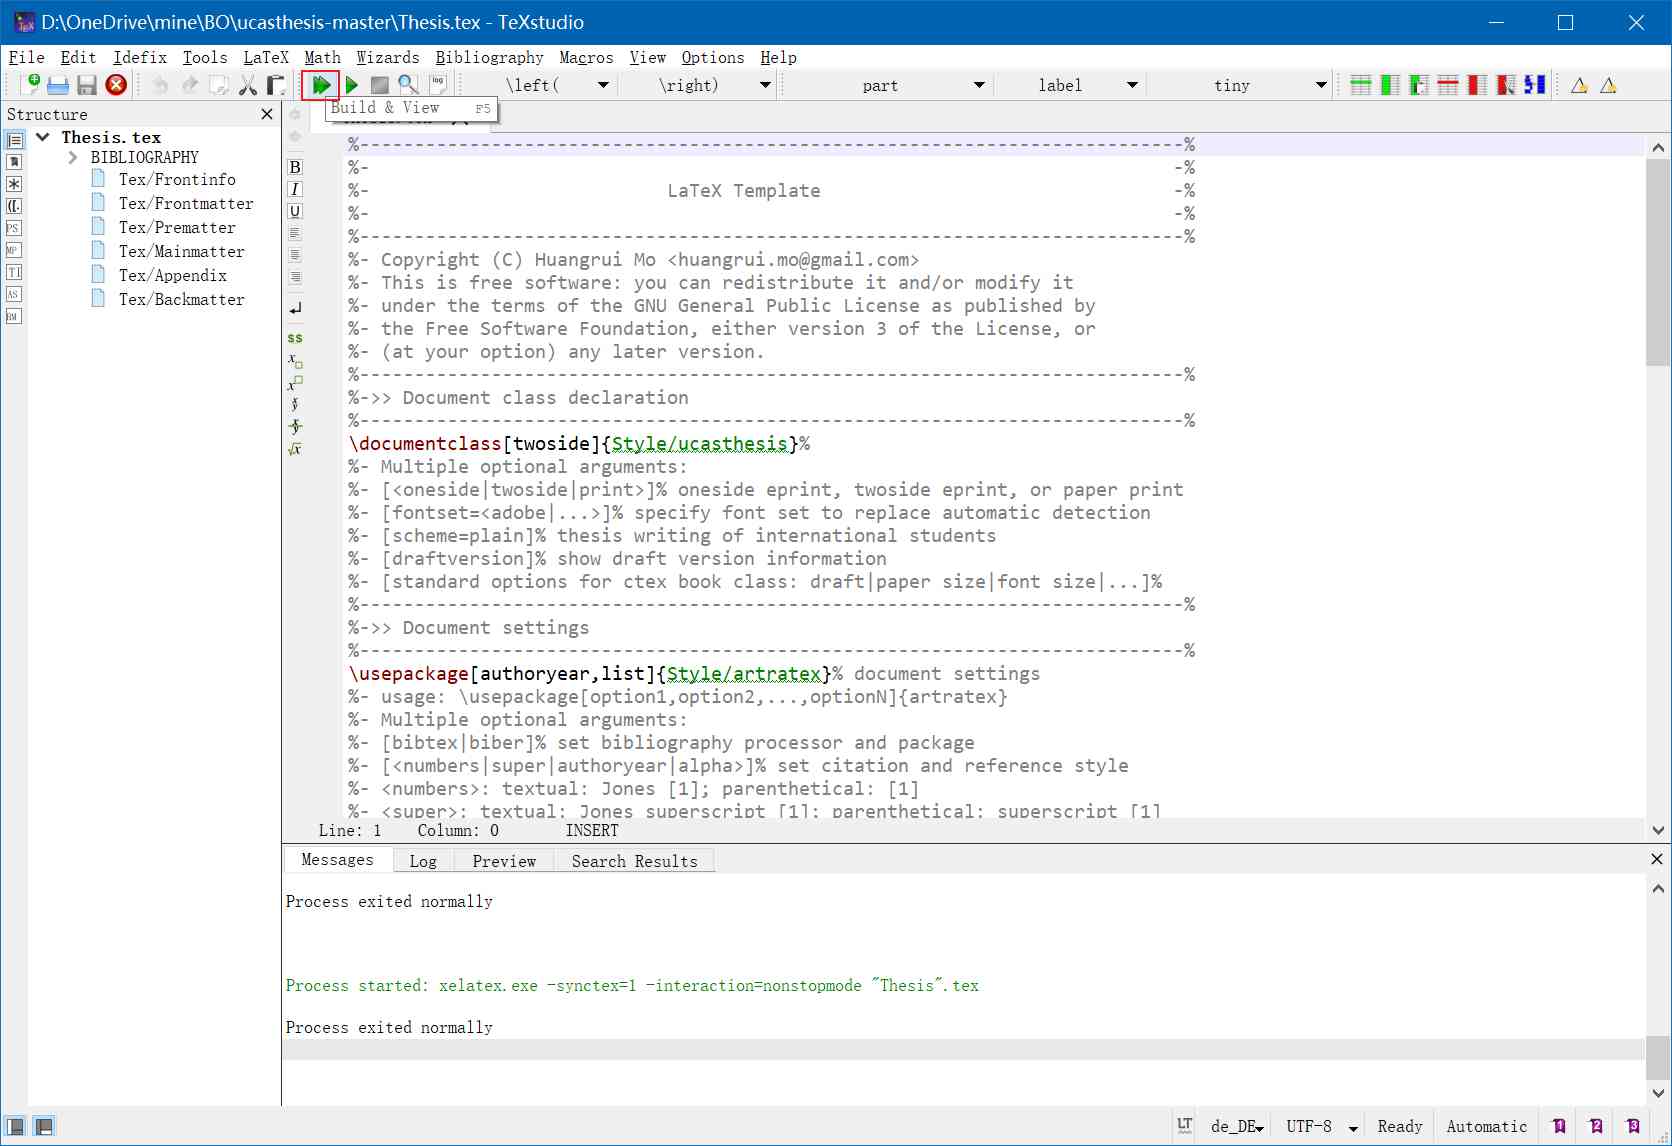 D:\OneDrive\mine\BO\ucasthesis-master\Thesis.tex - TeXstudio
File Edit Idefix Tools LaTeX Math Wizards Bibliography Macros View Options Help
log \left( \right) part label tiny
Build & View F5
Structure
Thesis.tex
BIBLIOGRAPHY
Tex/Frontinfo
Tex/Frontmatter
Tex/Prematter
Tex/Mainmatter
Tex/Appendix
Tex/Backmatter
PS
MP
TI
AS
B
I
U
$$
%---------------------------------------------------------------------------%
%- -%
%- LaTeX Template -%
%- -%
%---------------------------------------------------------------------------%
%- Copyright (C) Huangrui Mo <huangrui.mo@gmail.com>
%- This is free software: you can redistribute it and/or modify it
%- under the terms of the GNU General Public License as published by
%- the Free Software Foundation, either version 3 of the License, or
%- (at your option) any later version.
%---------------------------------------------------------------------------%
%->> Document class declaration
%---------------------------------------------------------------------------%
\documentclass[twoside]{Style/ucasthesis}%
%- Multiple optional arguments:
%- [<oneside|twoside|print>]% oneside eprint, twoside eprint, or paper print
%- [fontset=<adobe|...>]% specify font set to replace automatic detection
%- [scheme=plain]% thesis writing of international students
%- [draftversion]% show draft version information
%- [standard options for ctex book class: draft|paper size|font size|...]%
%---------------------------------------------------------------------------%
%->> Document settings
%---------------------------------------------------------------------------%
\usepackage[authoryear,list]{Style/artratex}% document settings
%- usage: \usepackage[option1,option2,...,optionN]{artratex}
%- Multiple optional arguments:
%- [bibtex|biber]% set bibliography processor and package
%- [<numbers|super|authoryear|alpha>]% set citation and reference style
%- <numbers>: textual: Jones [1]; parenthetical: [1]
%- <super>: textual: Jones superscript [1]; parenthetical: superscript [1]
Line: 1 Column: 0 INSERT
Messages Log Preview Search Results
Process exited normally
Process started: xelatex.exe -synctex=1 -interaction=nonstopmode "Thesis".tex
Process exited normally
LT de_DE UTF-8 Ready Automatic 1 2 3